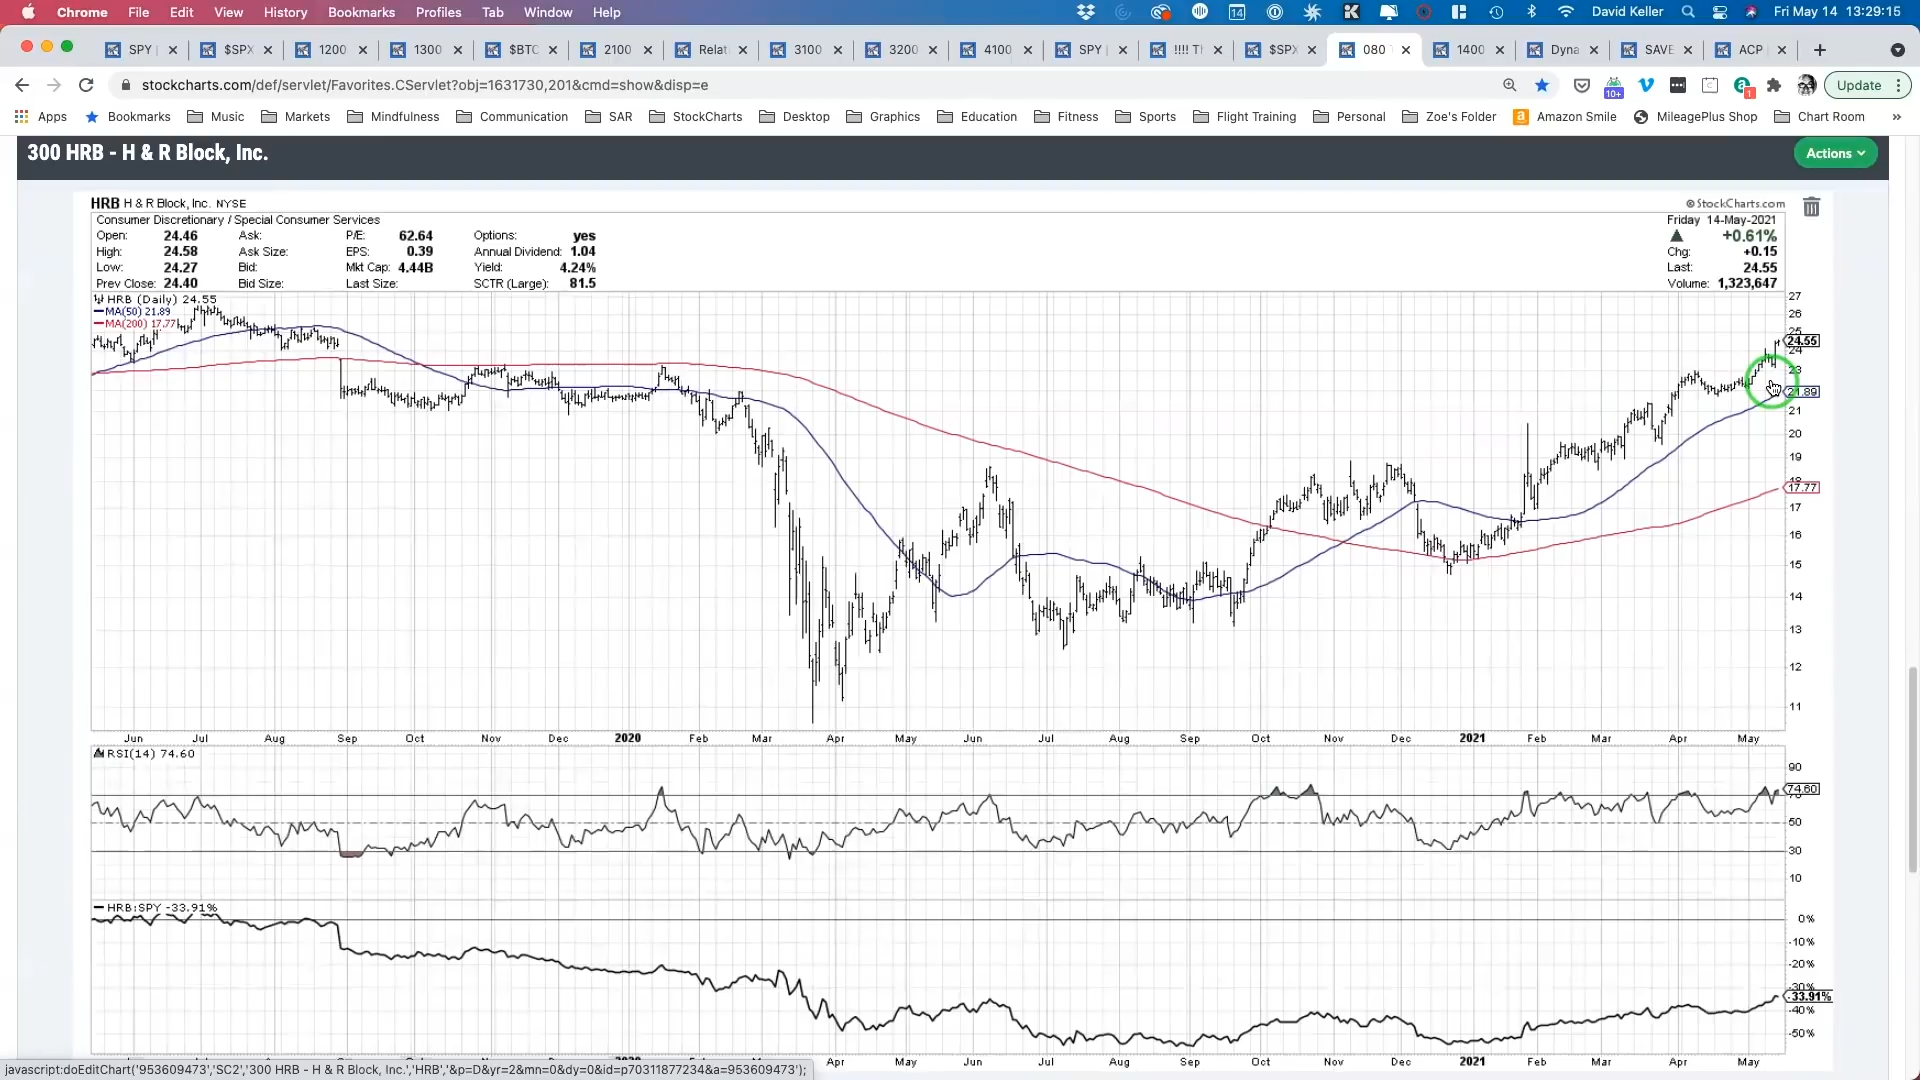 Chrome File Edit View History Bookmarks Profiles Tab Window Help 14 David Keller Fri May 14 13:29:15
SPY | $SPX 1200 1300 $BTC 2100 Relat 3100 3200 4100 SPY | !!!! Th $SPX 080 1400 Dyna SAVE ACP
stockcharts.com/def/servlet/Favorites.CServlet?obj=1631730,201&cmd=show&disp=e 10+ 1 Update
Apps Bookmarks Music Markets Mindfulness Communication SAR StockCharts Desktop Graphics Education Fitness Sports Flight Training Personal Zoe's Folder Amazon Smile MileagePlus Shop Chart Room »
300 HRB - H & R Block, Inc. Actions
HRB H & R Block, Inc. NYSE © StockCharts.com
Consumer Discretionary / Special Consumer Services Friday 14-May-2021
Open: 24.46 Ask: P/E: 62.64 Options: yes +0.61%
High: 24.58 Ask Size: EPS: 0.39 Annual Dividend: 1.04 Chg: +0.15
Low: 24.27 Bid: Mkt Cap: 4.44B Yield: 4.24% Last: 24.55
Prev Close: 24.40 Bid Size: Last Size: SCTR (Large): 81.5 Volume: 1,323,647
HRB (Daily) 24.55
MA(50) 21.89
MA(200) 17.77
27
26
25
24.55
24
23
21.89
21
20
19
18
17.77
17
16
15
14
13
12
11
Jun Jul Aug Sep Oct Nov Dec 2020 Feb Mar Apr May Jun Jul Aug Sep Oct Nov Dec 2021 Feb Mar Apr May
RSI(14) 74.60
90
74.60
70
50
30
10
HRB:SPY -33.91%
0%
-10%
-20%
-30%
-33.91%
-40%
-50%
Apr May Jun Jul Aug Sep Oct Nov Dec 2021 Feb Mar Apr May
javascript:doEditChart('953609473','SC2','300 HRB - H & R Block, Inc.','HRB','&p=D&yr=2&mn=0&dy=0&id=p70311877234&a=953609473');